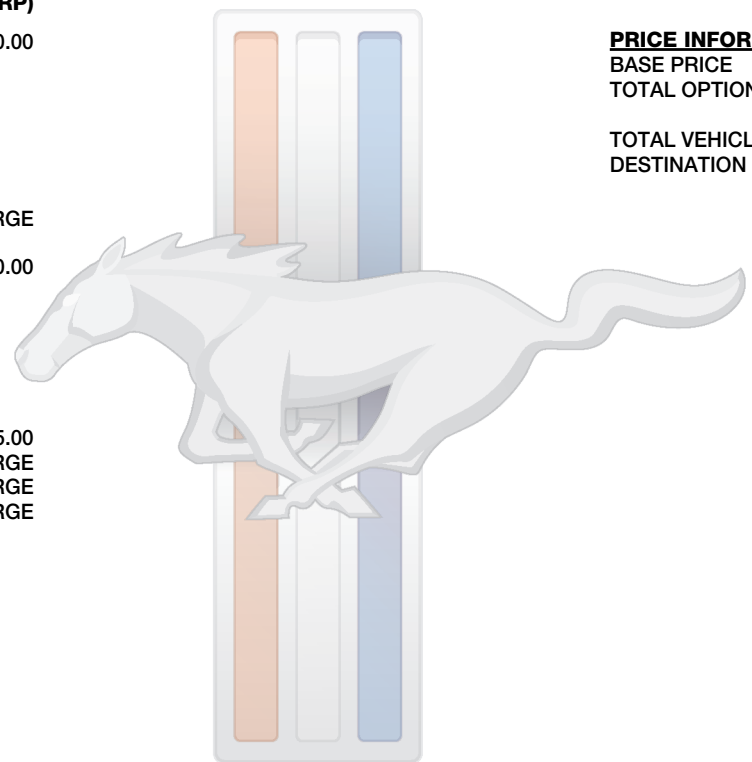 RP)
0.00
RGE
0.00
5.00
RGE
RGE
RGE
PRICE INFOR
BASE PRICE
TOTAL OPTION
TOTAL VEHICL
DESTINATION